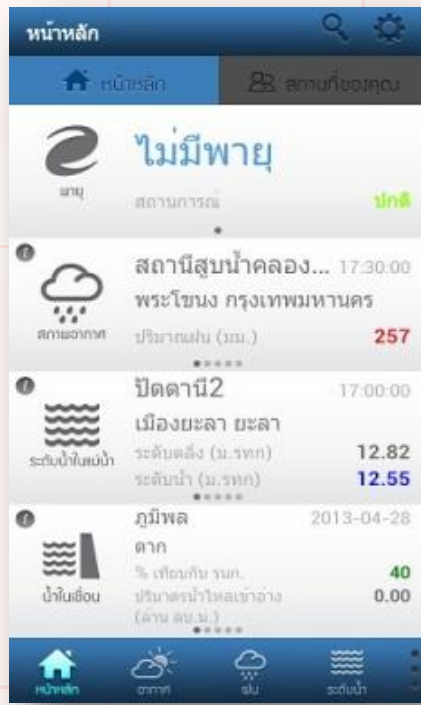 หน้าหลัก
หน้าหลัก
สถานที่ของคุณ
พายุ
ไม่มีพายุ
สถานการณ์
ปกติ
สภาพอากาศ
สถานีสูบน้ำคลอง... 17:30:00
พระโขนง กรุงเทพมหานคร
ปริมาณฝน (มม.) 257
ระดับน้ำในแม่น้ำ
ปัตตานี2 17:00:00
เมืองยะลา ยะลา
ระดับตลิ่ง (ม.รทก) 12.82
ระดับน้ำ (ม.รทก) 12.55
น้ำในเขื่อน
ภูมิพล 2013-04-28
ตาก
% เทียบกับ รนก. 40
ปริมาตรน้ำไหลเข้าอ่าง 0.00
(ล้าน ลบ.ม.)
หน้าหลัก
อากาศ
ฝน
ระดับน้ำ